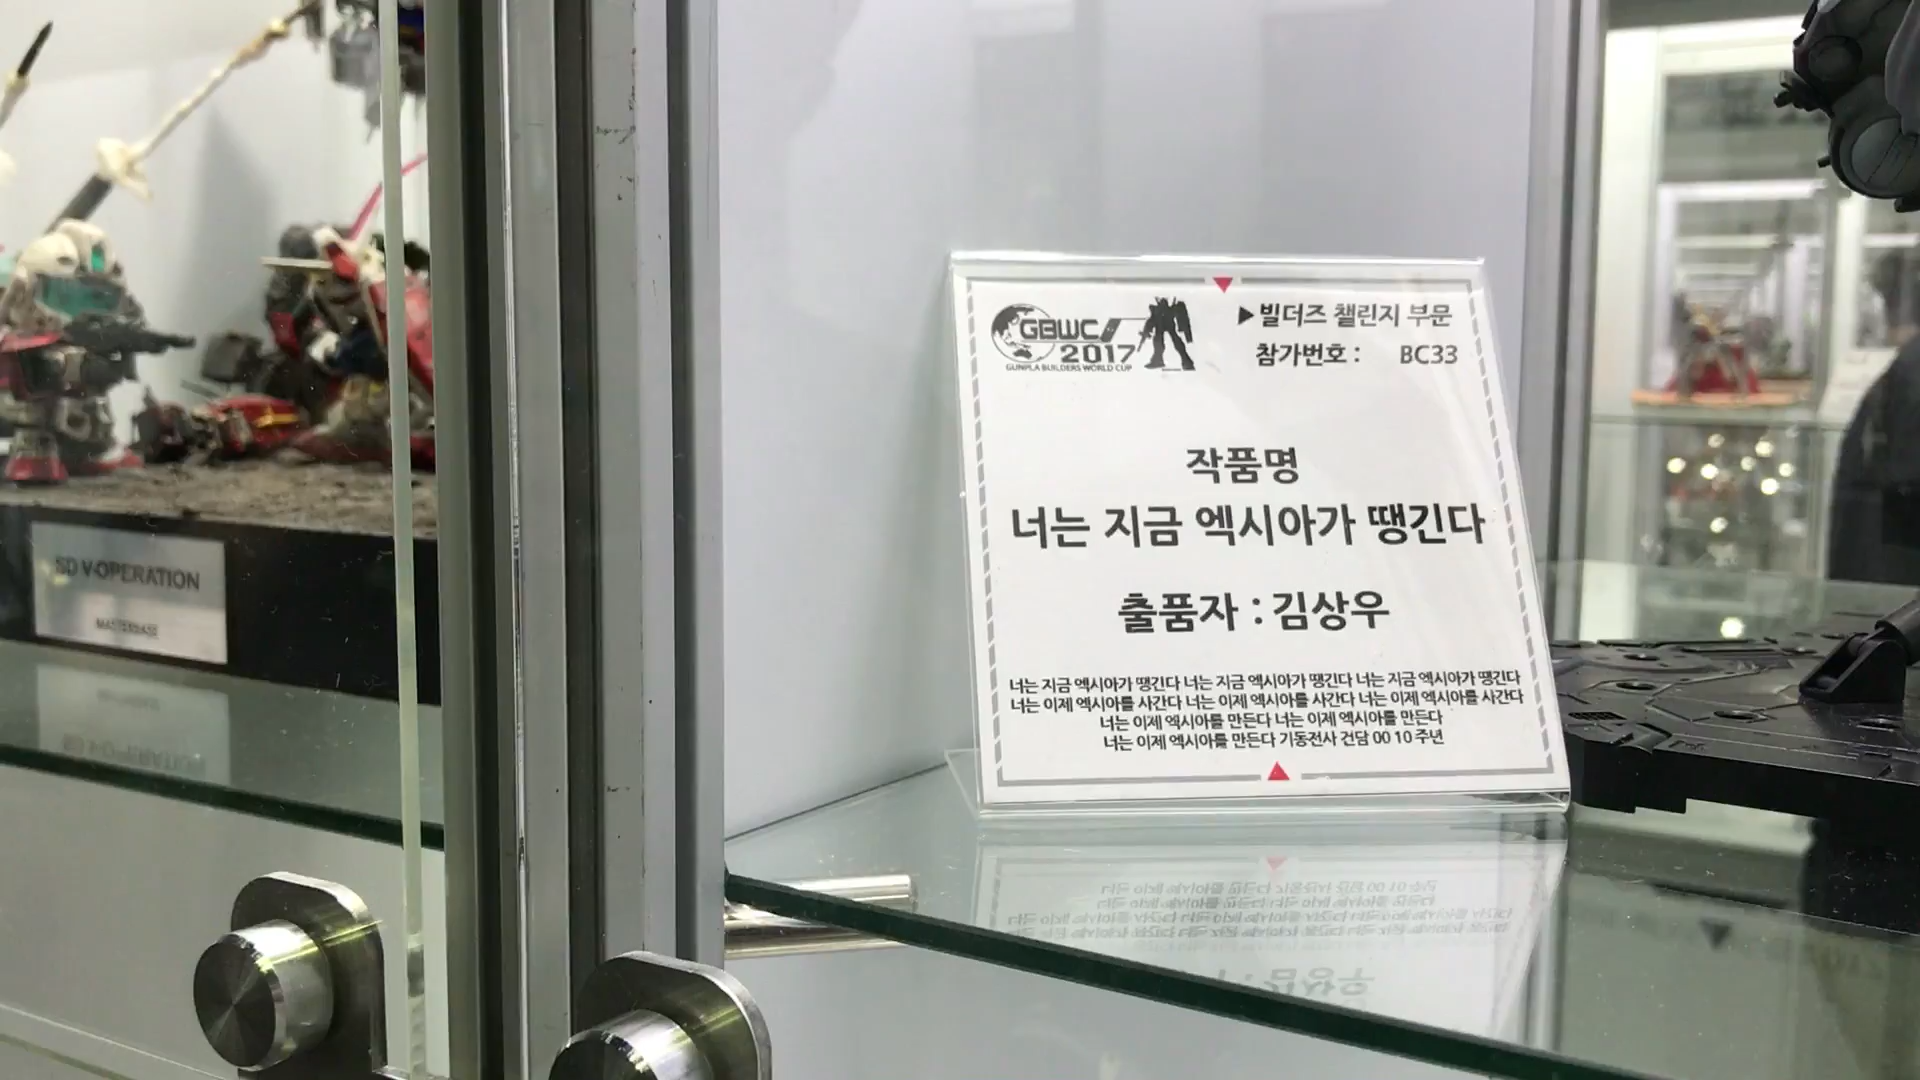 GBWC
2017
GUNPLA BUILDERS WORLD CUP
▶빌더즈 챌린지 부문
참가번호 : BC33
작품명
너는 지금 엑시아가 땡긴다
출품자 : 김상우
너는 지금 엑시아가 땡긴다 너는 지금 엑시아가 땡긴다 너는 지금 엑시아가 땡긴다
너는 이제 엑시아를 사간다 너는 이제 엑시아를 사간다 너는 이제 엑시아를 사간다
너는 이제 엑시아를 만든다 너는 이제 엑시아를 만든다
너는 이제 엑시아를 만든다 기동전사 건담 00 10 주년
SD V-OPERATION